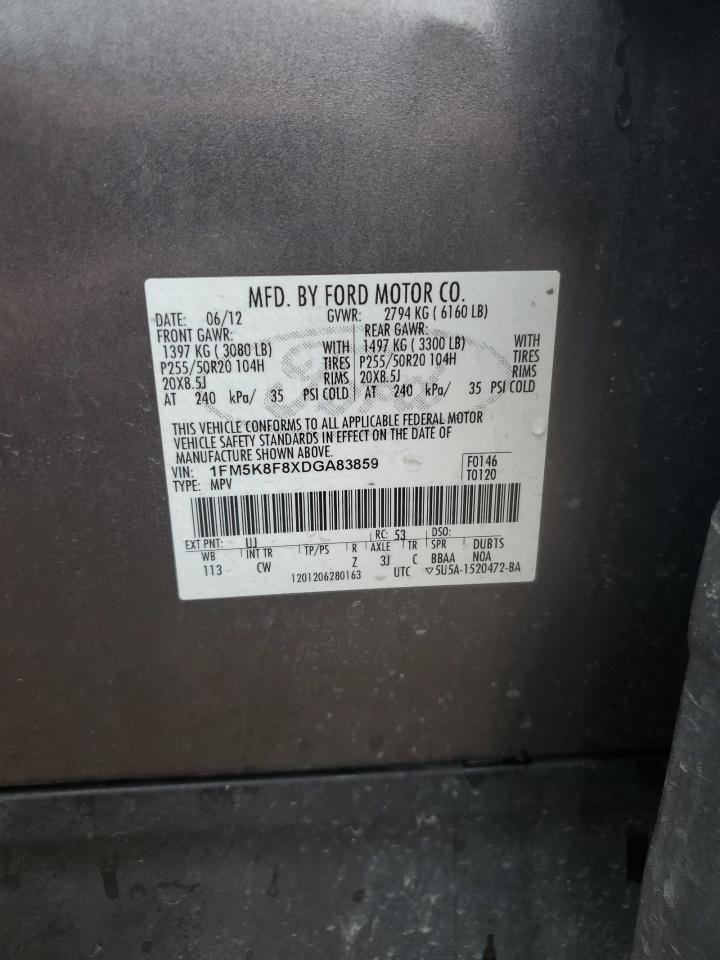 MFD. BY FORD MOTOR CO.
DATE: 06/12 GVWR: 2794 KG ( 6160 LB)
FRONT GAWR: REAR GAWR:
1397 KG ( 3080 LB) WITH 1497 KG ( 3300 LB) WITH
P255/50R20 104H TIRES P255/50R20 104H TIRES
20X8.5J RIMS 20X8.5J RIMS
AT 240 kPa/ 35 PSI COLD AT 240 kPa/ 35 PSI COLD
THIS VEHICLE CONFORMS TO ALL APPLICABLE FEDERAL MOTOR
VEHICLE SAFETY STANDARDS IN EFFECT ON THE DATE OF
MANUFACTURE SHOWN ABOVE.
VIN: 1FM5K8F8XDGA83859 F0146
TYPE: MPV T0120
EXT PNT: UJ RC: 53 DSO:
WB INT TR TP/PS R AXLE TR SPR DUBTS
113 CW Z 3J C BBAA NOA
1201206280163 UTC ▽5U5A-1520472-BA
Ford